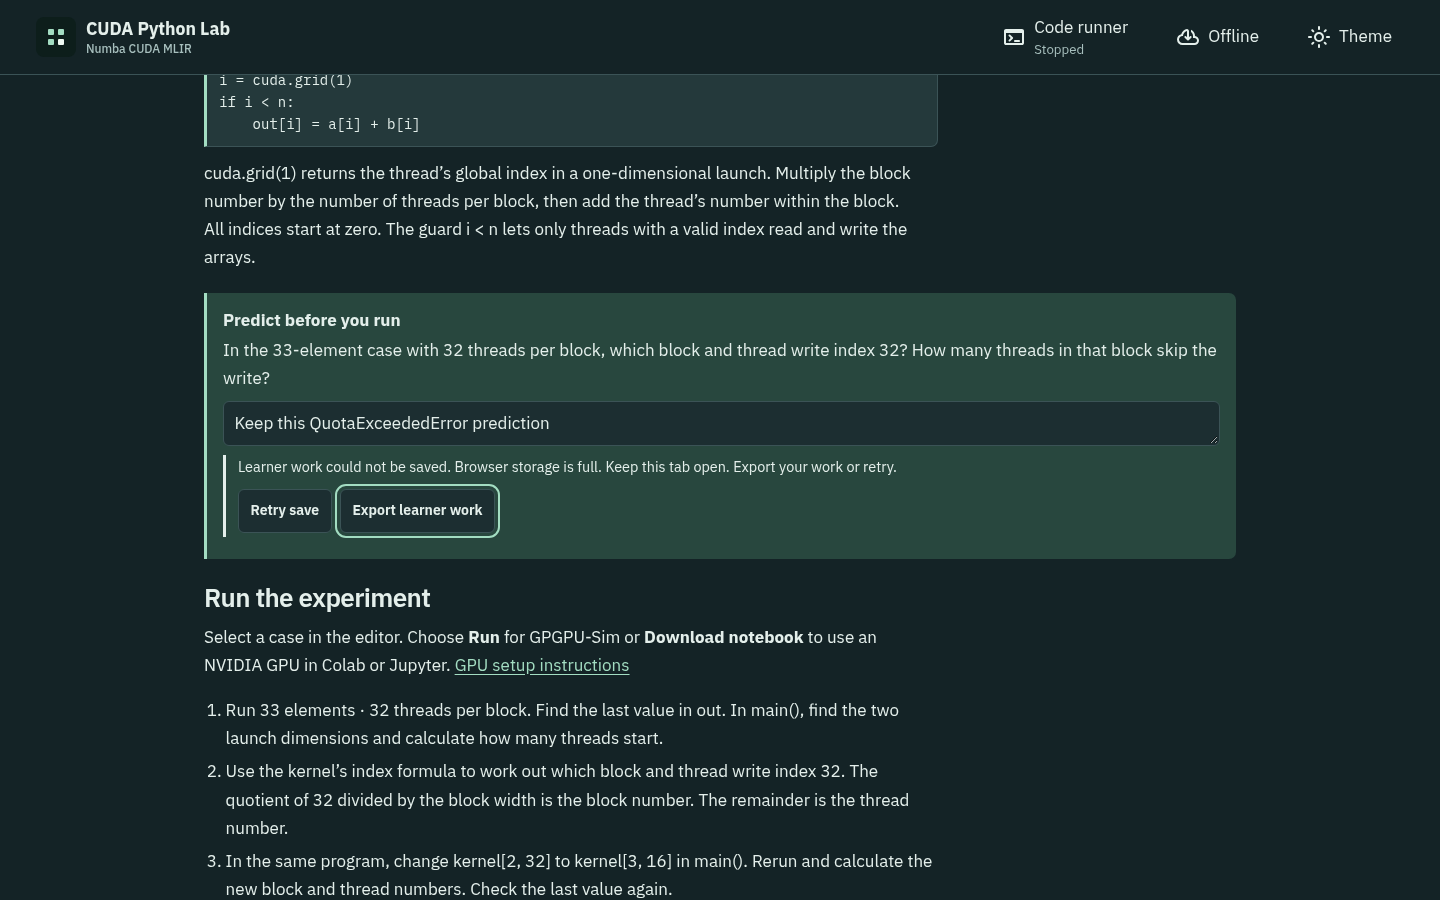 CUDA Python Lab
Numba CUDA MLIR
Code runner
Stopped
Offline
Theme
i = cuda.grid(1)
if i < n:
    out[i] = a[i] + b[i]
cuda.grid(1) returns the thread’s global index in a one-dimensional launch. Multiply the block
number by the number of threads per block, then add the thread’s number within the block.
All indices start at zero. The guard i < n lets only threads with a valid index read and write the
arrays.
Predict before you run
In the 33-element case with 32 threads per block, which block and thread write index 32? How many threads in that block skip the
write?
Keep this QuotaExceededError prediction
Learner work could not be saved. Browser storage is full. Keep this tab open. Export your work or retry.
Retry save
Export learner work
Run the experiment
Select a case in the editor. Choose Run for GPGPU-Sim or Download notebook to use an
NVIDIA GPU in Colab or Jupyter. GPU setup instructions
1. Run 33 elements · 32 threads per block. Find the last value in out. In main(), find the two
launch dimensions and calculate how many threads start.
2. Use the kernel’s index formula to work out which block and thread write index 32. The
quotient of 32 divided by the block width is the block number. The remainder is the thread
number.
3. In the same program, change kernel[2, 32] to kernel[3, 16] in main(). Rerun and calculate the
new block and thread numbers. Check the last value again.